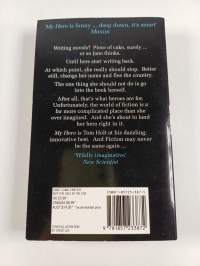 'My Hero is funny ... deep down, it's smart'
Maxim
Writing novels? Piece of cake, surely ...
or so Jane thinks.
Until hers start writing back.
At which point, she really should stop. Better
still, change her name and flee the country.
The one thing she should not do is go
into the book herself.
After all, that's what heroes are for.
Unfortunately, the world of fiction is a
far more complicated place than she
ever imagined. And she's about to land
her hero right in it.
My Hero is Tom Holt at his dazzling,
innovative best. And Fiction may
never be the same again ...
'Wildly imaginative'
New Scientist
9 781857 233872